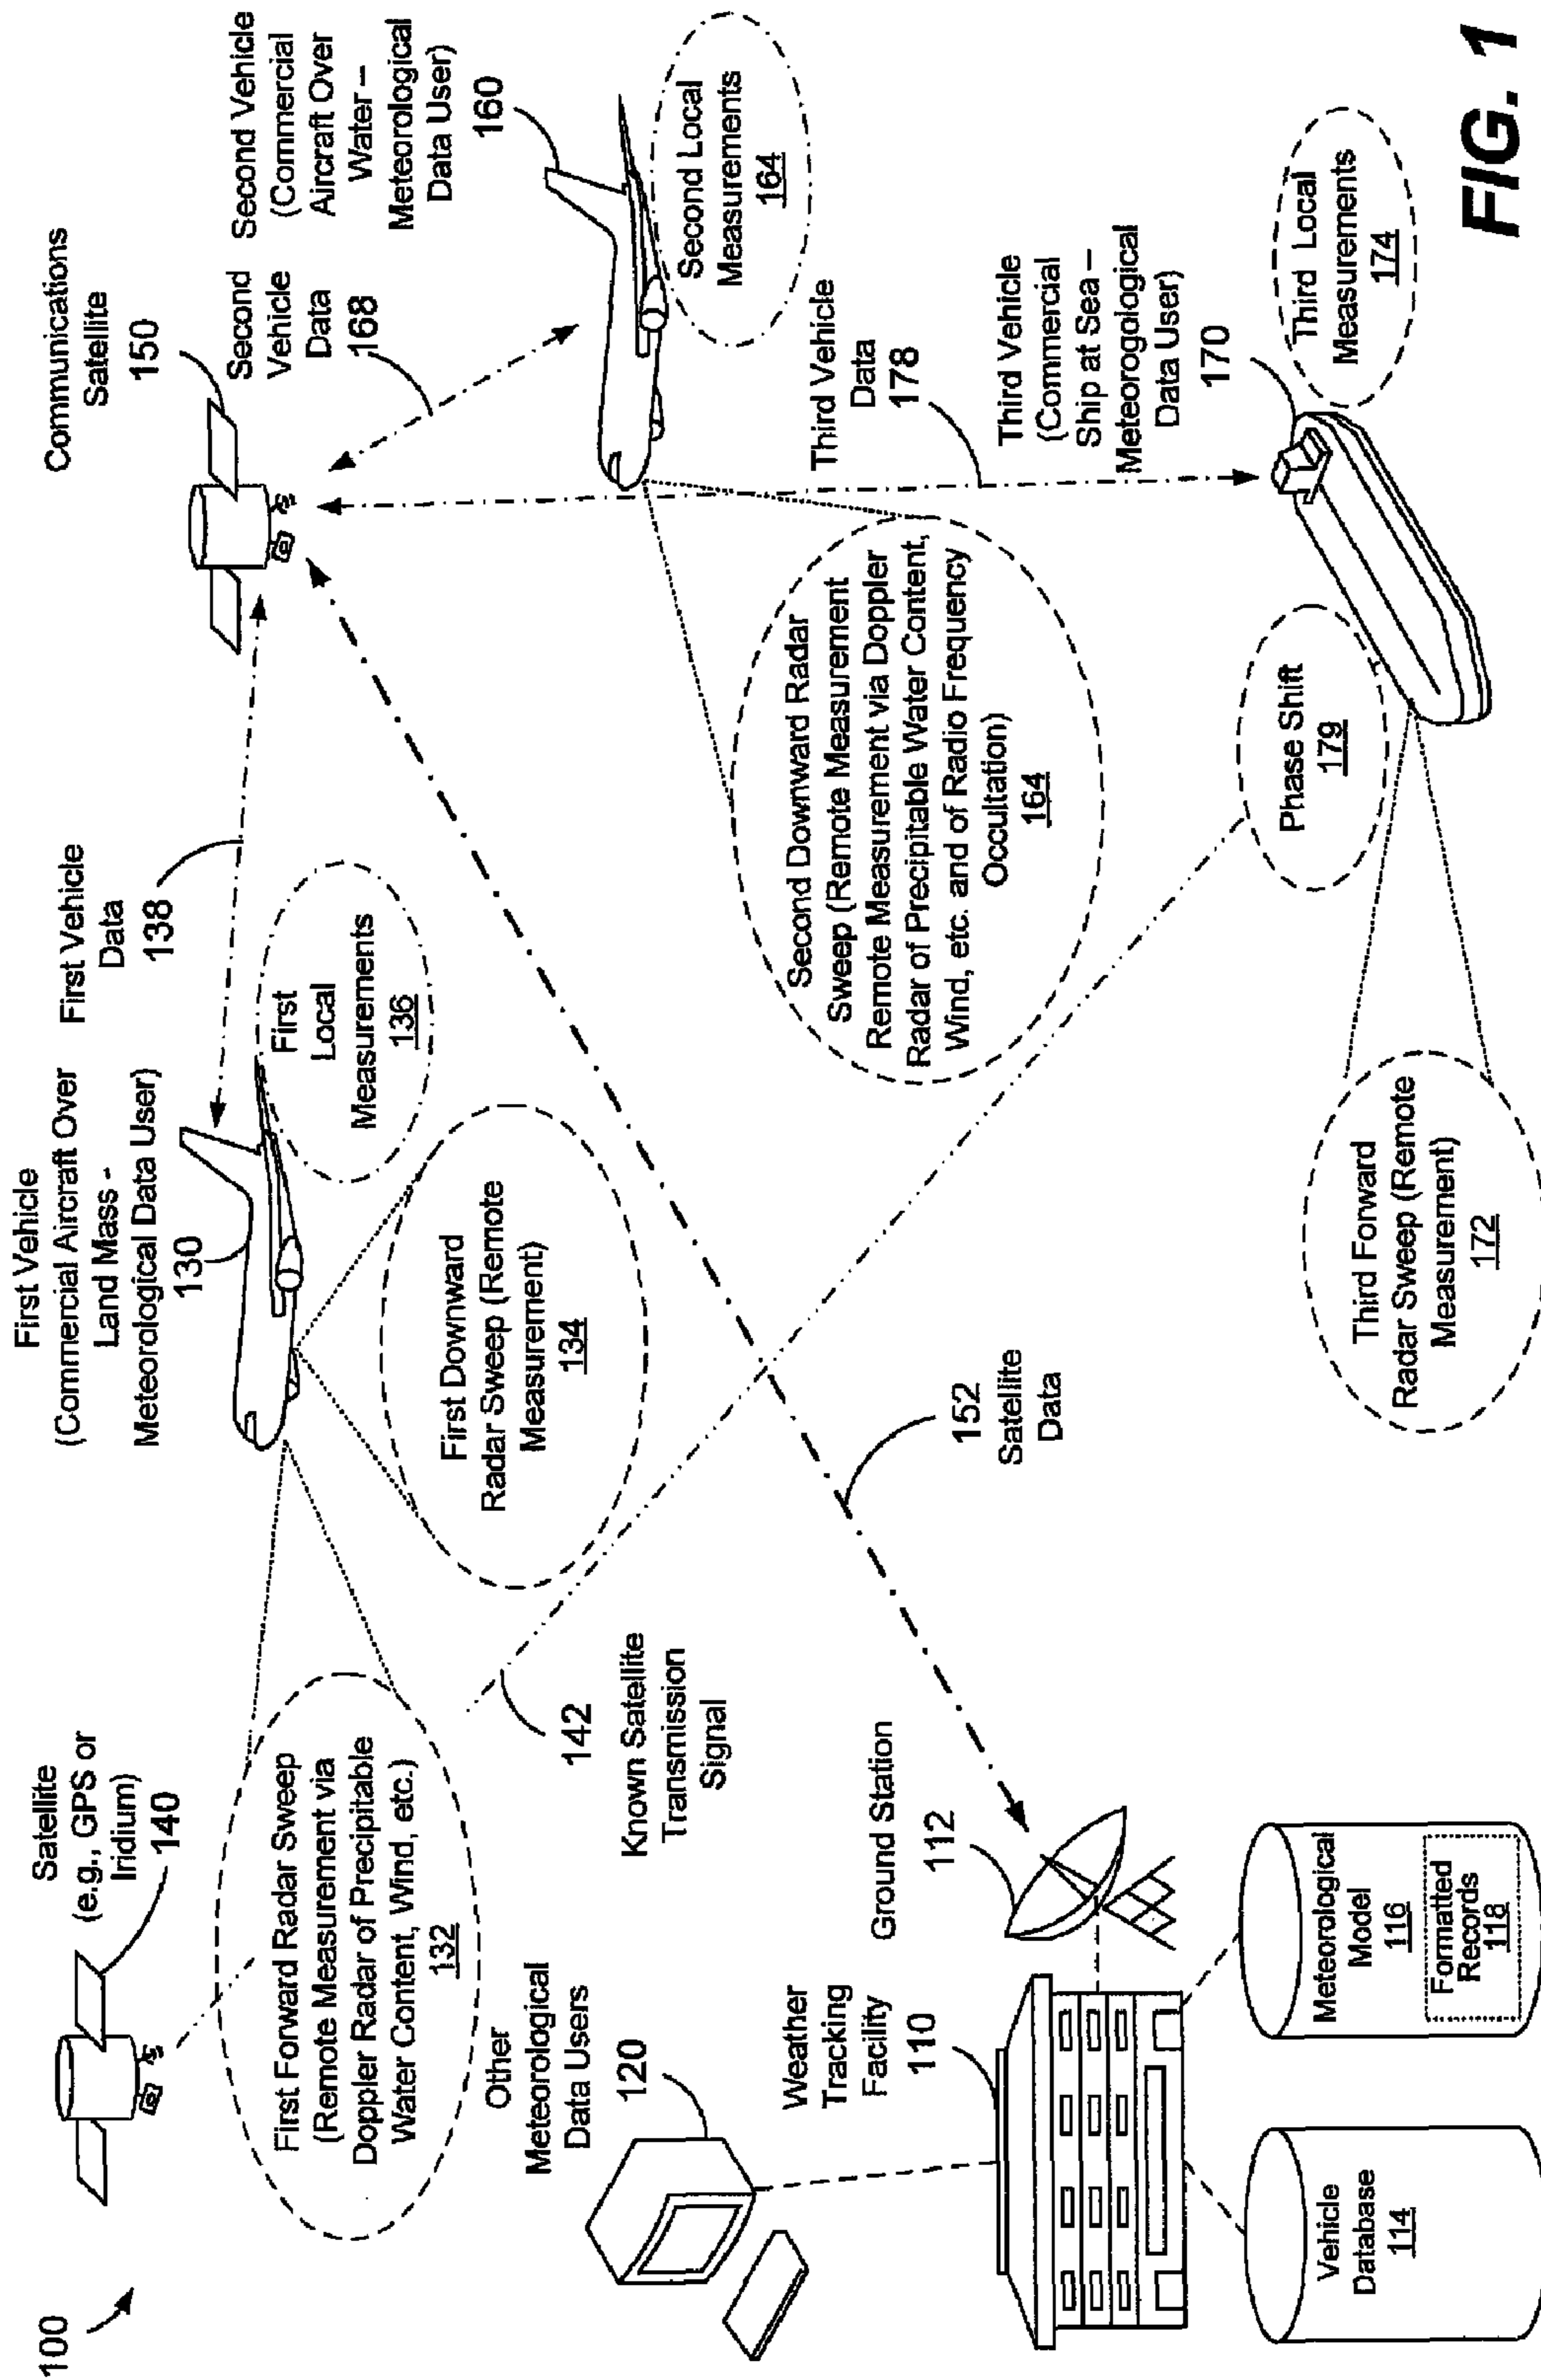 100
Satellite
(e.g., GPS or
Iridium)
140
First Forward Radar Sweep
(Remote Measurement via
Doppler Radar of Precipitable
Water Content, Wind, etc.)
132
First Vehicle
(Commercial Aircraft Over
Land Mass -
Meteorological Data User)
130
First Vehicle
Data
138
First
Local
Measurements
136
First Downward
Radar Sweep (Remote
Measurement)
134
Communications
Satellite
150
Second
Vehicle
Data
168
Second Vehicle
(Commercial
Aircraft Over
Water –
Meteorological
Data User)
160
Second Local
Measurements
164
Other
Meteorological
Data Users
120
142
Known Satellite
Transmission
Signal
152
Satellite
Data
Second Downward Radar
Sweep (Remote Measurement
Remote Measurement via Doppler
Radar of Precipitable Water Content,
Wind, etc. and of Radio Frequency
Occultation)
164
Third Vehicle
Data
178
Third Vehicle
(Commercial
Ship at Sea –
Meteorogological
Data User)
170
Weather
Tracking
Facility
110
Ground Station
112
Phase Shift
179
Third Local
Measurements
174
Third Forward
Radar Sweep (Remote
Measurement)
172
Vehicle
Database
114
Meteorological
Model
116
Formatted
Records
118
FIG. 1